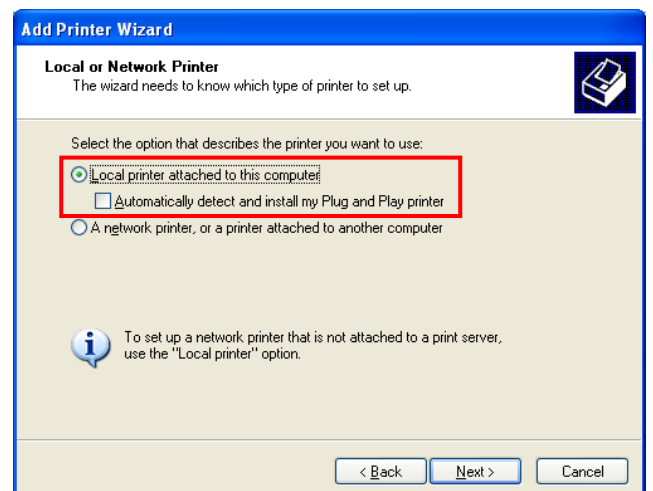 Add Printer Wizard
Local or Network Printer
The wizard needs to know which type of printer to set up.
Select the option that describes the printer you want to use:
Local printer attached to this computer
Automatically detect and install my Plug and Play printer
A network printer, or a printer attached to another computer
To set up a network printer that is not attached to a print server,
use the "Local printer" option.
< Back Next > Cancel